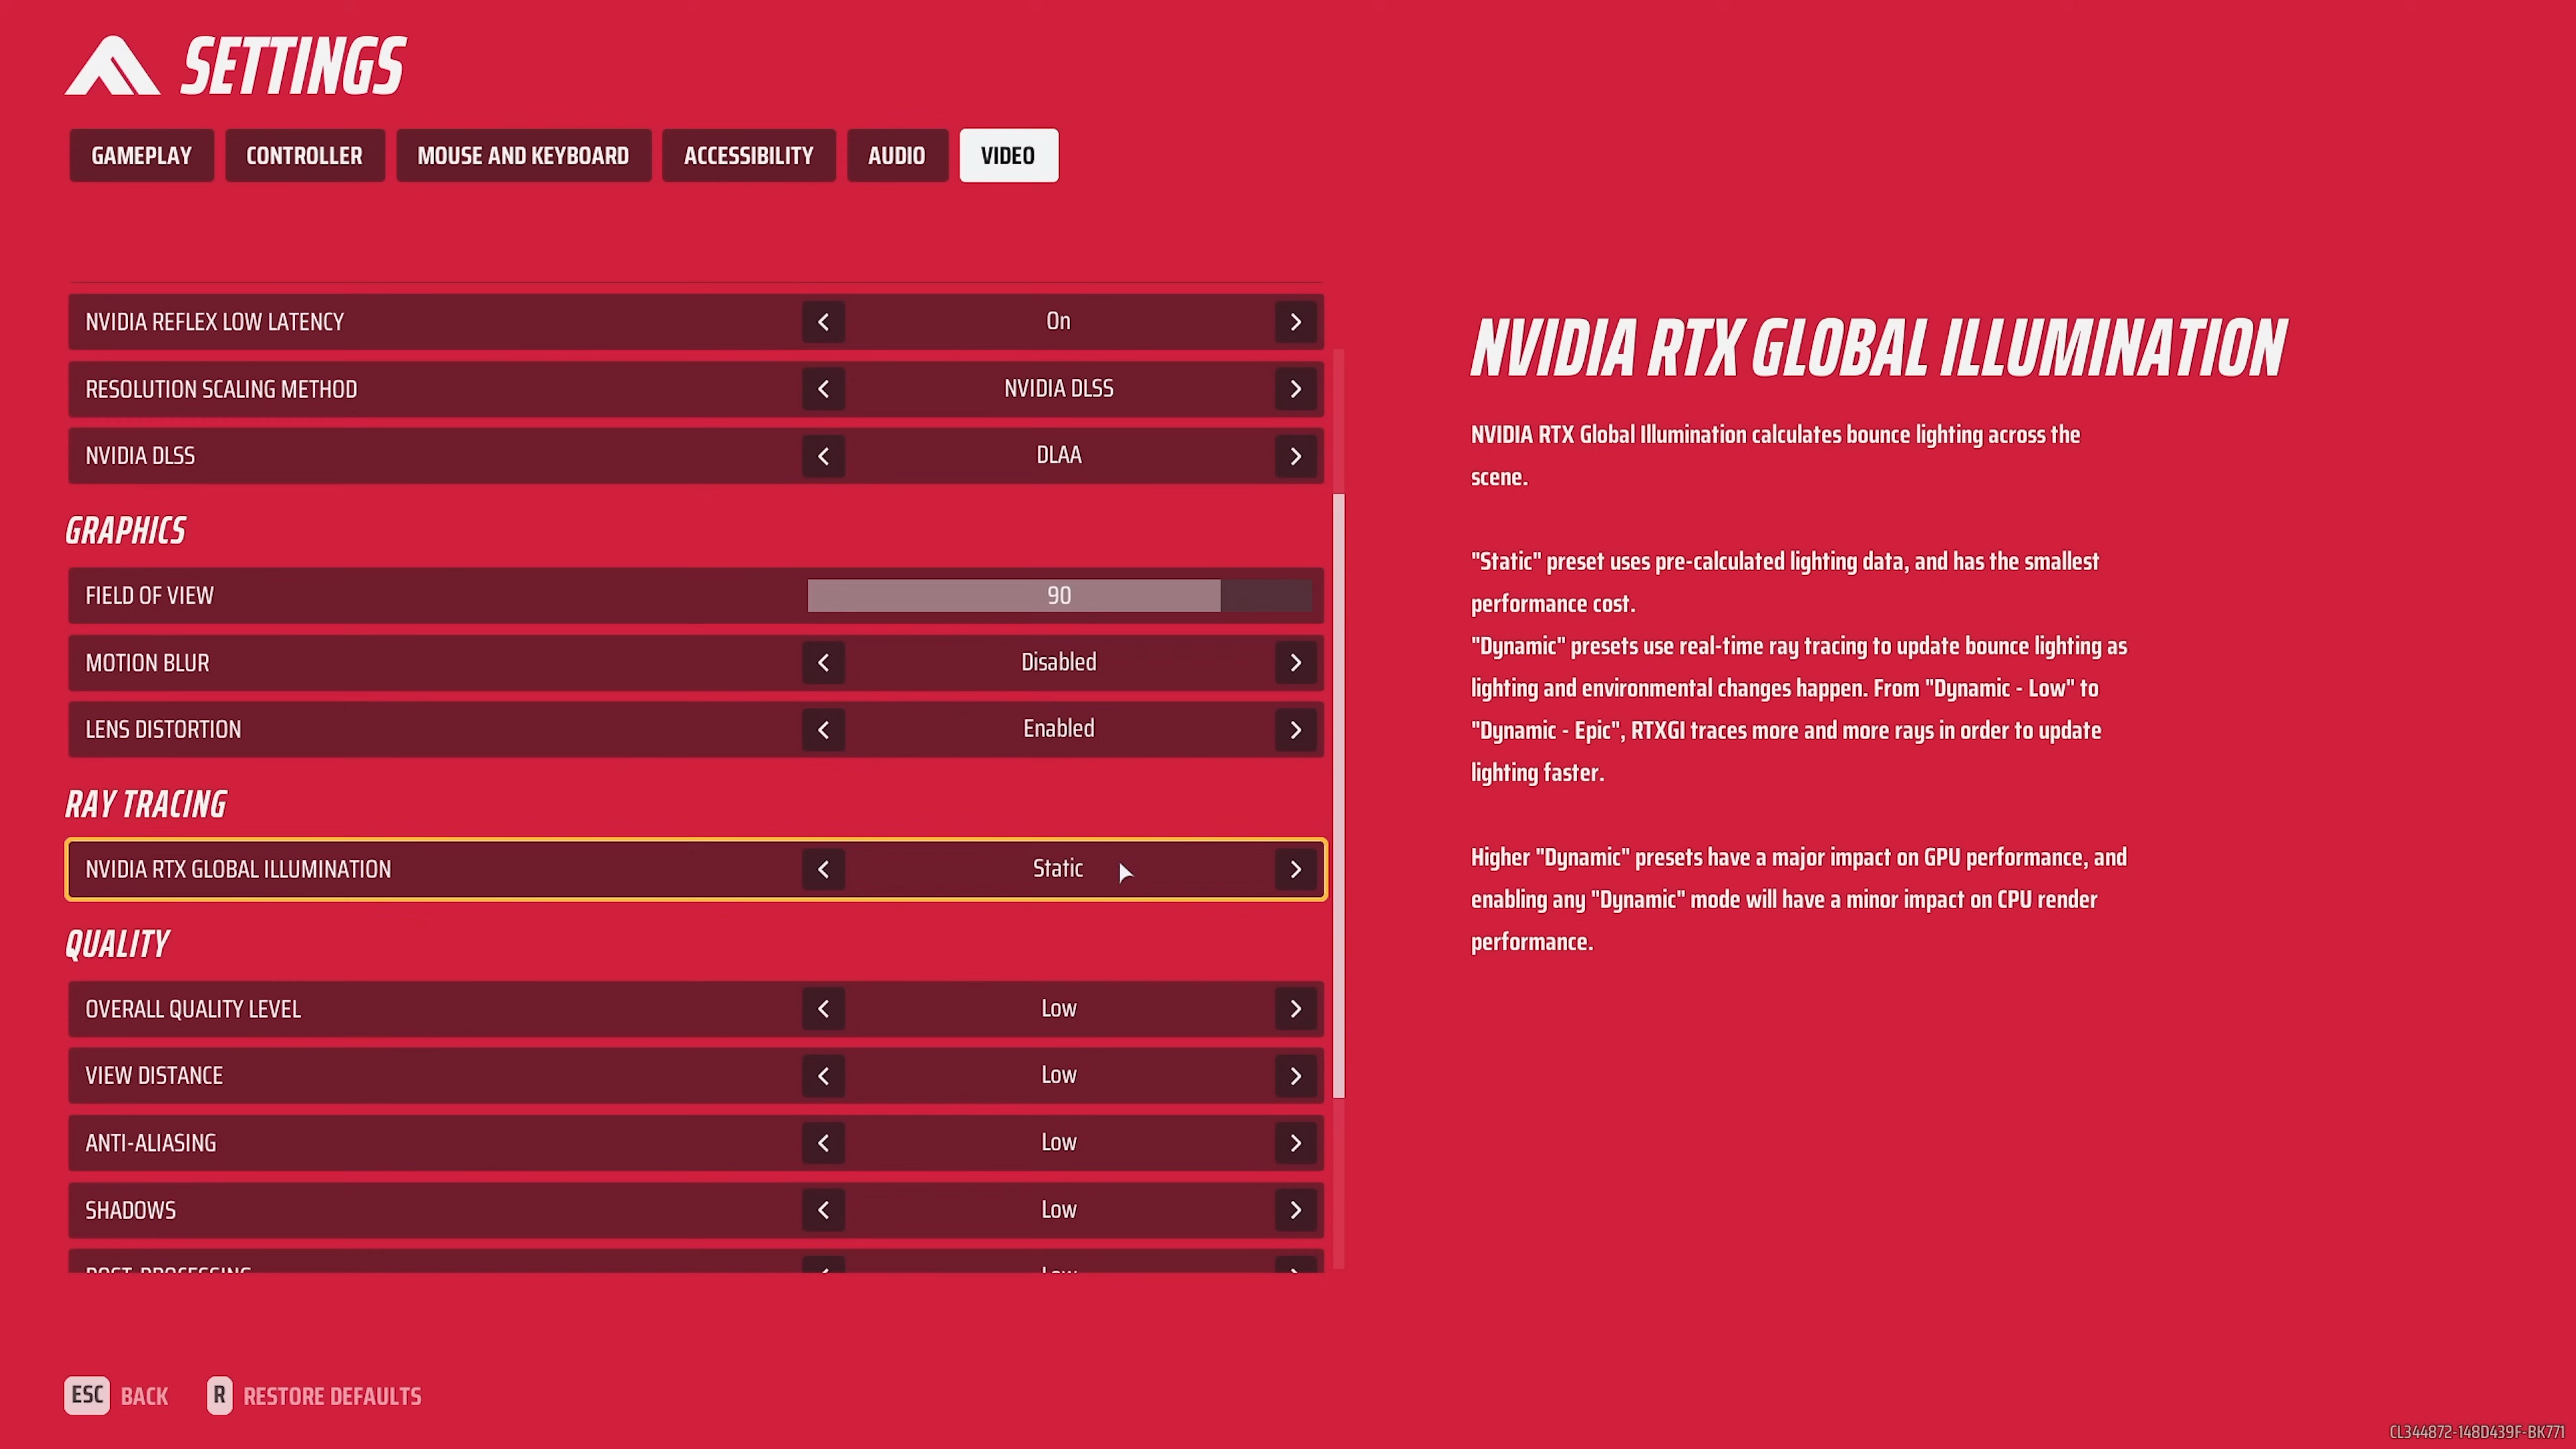 SETTINGS
GAMEPLAY CONTROLLER MOUSE AND KEYBOARD ACCESSIBILITY AUDIO VIDEO
NVIDIA REFLEX LOW LATENCY On
RESOLUTION SCALING METHOD NVIDIA DLSS
NVIDIA DLSS DLAA
GRAPHICS
FIELD OF VIEW 90
MOTION BLUR Disabled
LENS DISTORTION Enabled
RAY TRACING
NVIDIA RTX GLOBAL ILLUMINATION Static
QUALITY
OVERALL QUALITY LEVEL Low
VIEW DISTANCE Low
ANTI-ALIASING Low
SHADOWS Low
POST-PROCESSING Low
NVIDIA RTX GLOBAL ILLUMINATION
NVIDIA RTX Global Illumination calculates bounce lighting across the
scene.
"Static" preset uses pre-calculated lighting data, and has the smallest
performance cost.
"Dynamic" presets use real-time ray tracing to update bounce lighting as
lighting and environmental changes happen. From "Dynamic - Low" to
"Dynamic - Epic", RTXGI traces more and more rays in order to update
lighting faster.
Higher "Dynamic" presets have a major impact on GPU performance, and
enabling any "Dynamic" mode will have a minor impact on CPU render
performance.
ESC BACK R RESTORE DEFAULTS
CL344872-148D439F-BK771